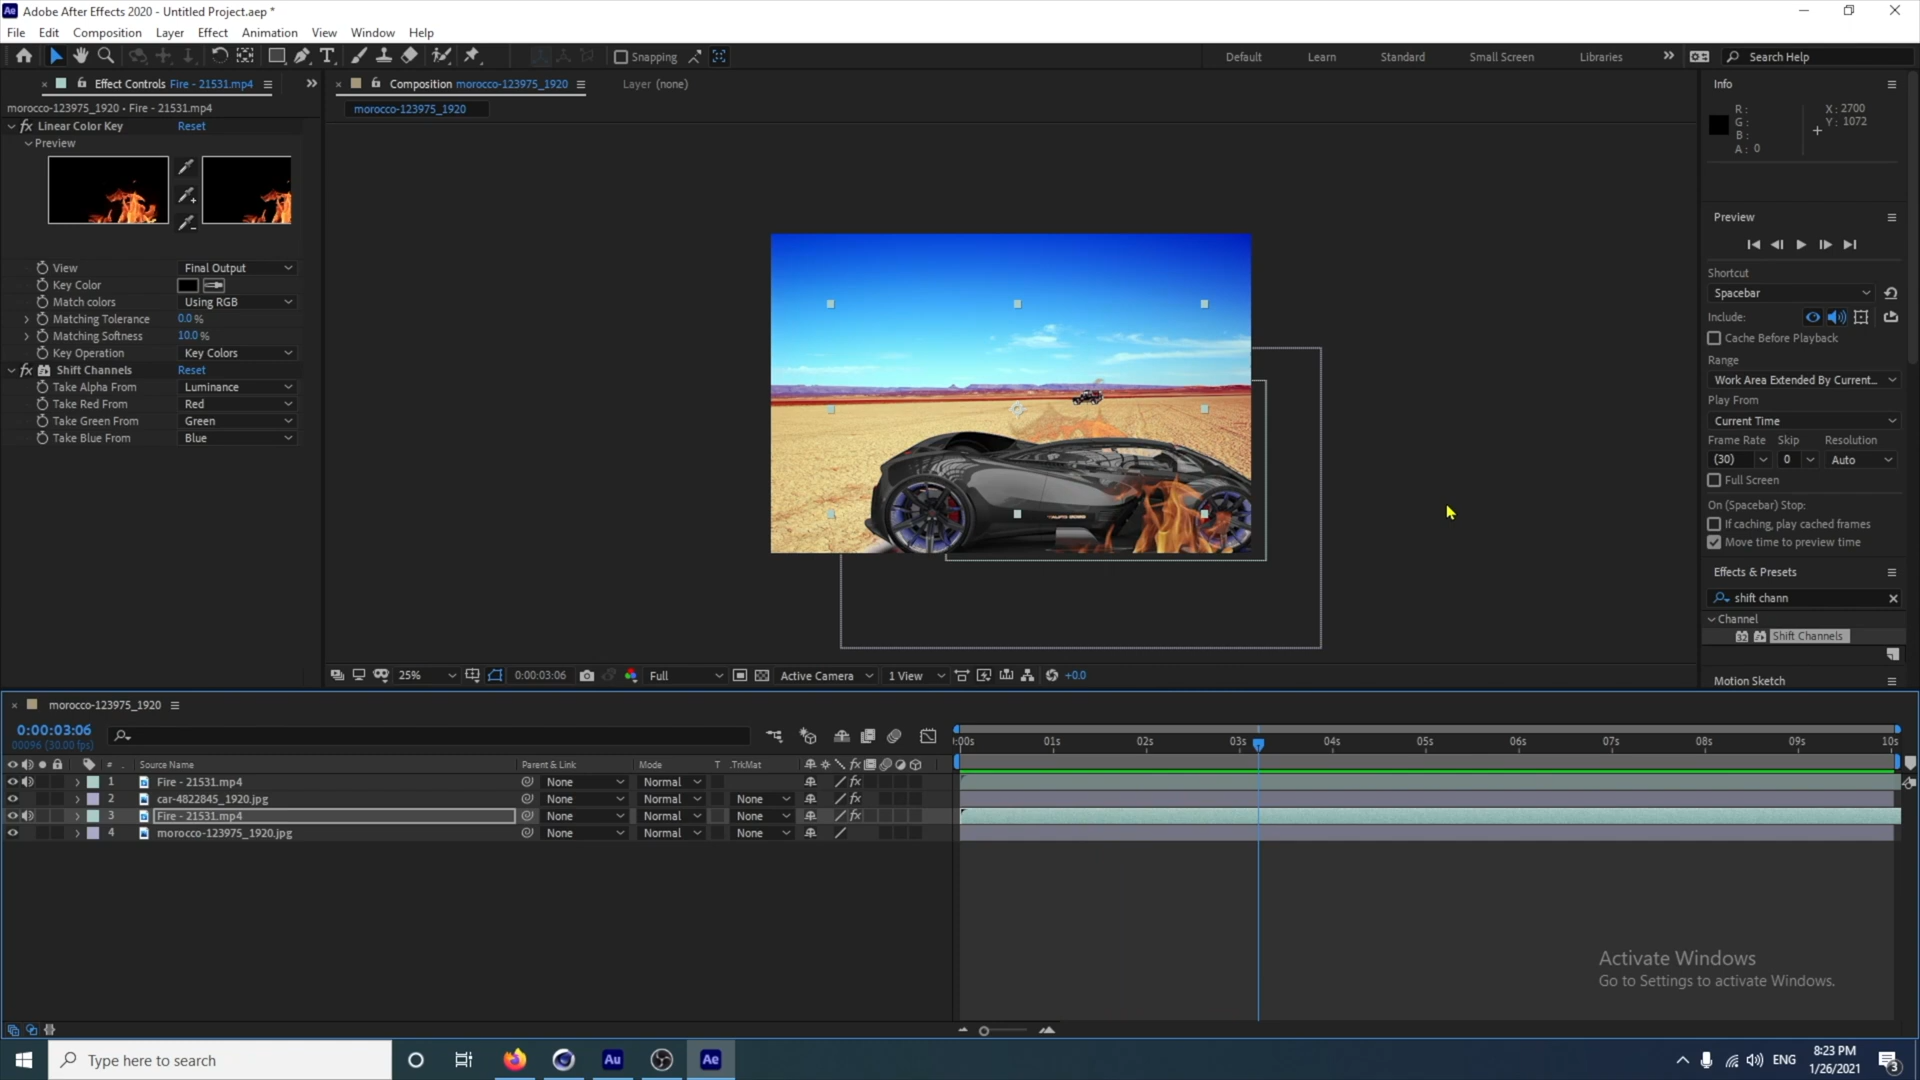 Adobe After Effects 2020 - Untitled Project.aep *
File Edit Composition Layer Effect Animation View Window Help
Snapping
Default Learn Standard Small Screen Libraries
Search Help
Effect Controls Fire - 21531.mp4
morocco-123975_1920 • Fire - 21531.mp4
Linear Color Key Reset
Preview
View Final Output
Key Color
Match colors Using RGB
Matching Tolerance 0.0 %
Matching Softness 10.0 %
Key Operation Key Colors
Shift Channels Reset
Take Alpha From Luminance
Take Red From Red
Take Green From Green
Take Blue From Blue
Composition morocco-123975_1920
Layer (none)
morocco-123975_1920
25% 0:00:03:06 Full Active Camera 1 View +0.0
Info
R :
G :
B :
A : 0
X : 2700
Y : 1072
Preview
Shortcut
Spacebar
Include:
Cache Before Playback
Range
Work Area Extended By Current...
Play From
Current Time
Frame Rate Skip Resolution
(30) 0 Auto
Full Screen
On (Spacebar) Stop:
If caching, play cached frames
Move time to preview time
Effects & Presets
shift chann
Channel
32 Shift Channels
Motion Sketch
morocco-123975_1920
0:00:03:06
00096 (30.00 fps)
# Source Name Parent & Link Mode T .TrkMat
:00s 01s 02s 03s 04s 05s 06s 07s 08s 09s 10s
1 Fire - 21531.mp4 None Normal
2 car-4822845_1920.jpg None Normal None
3 Fire - 21531.mp4 None Normal None
4 morocco-123975_1920.jpg None Normal None
Activate Windows
Go to Settings to activate Windows.
Type here to search
Au Ae
ENG
8:23 PM
1/26/2021
3